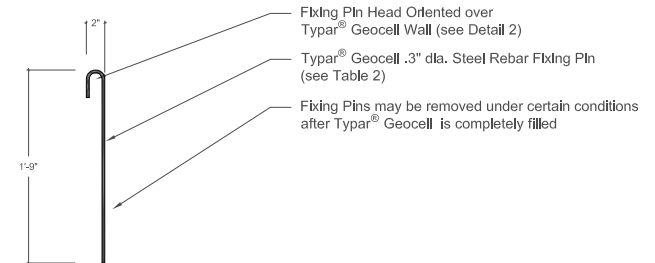 2"
Fixing Pin Head Oriented over
Typar® Geocell Wall (see Detail 2)
Typar® Geocell .3" dia. Steel Rebar Fixing Pin
(see Table 2)
Fixing Pins may be removed under certain conditions
after Typar® Geocell is completely filled
1'-9"